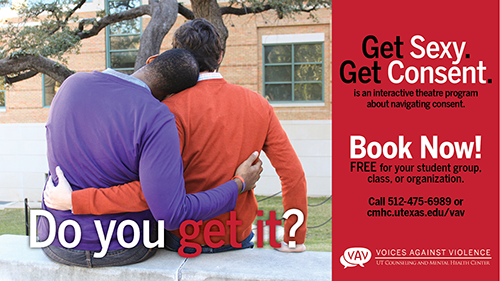 Do you get it?
Get Sexy.
Get Consent.
is an interactive theatre program
about navigating consent.
Book Now!
FREE for your student group,
class, or organization.
Call 512-475-6989 or
cmhc.utexas.edu/vav
VAV
VOICES AGAINST VIOLENCE
UT COUNSELING AND MENTAL HEALTH CENTER